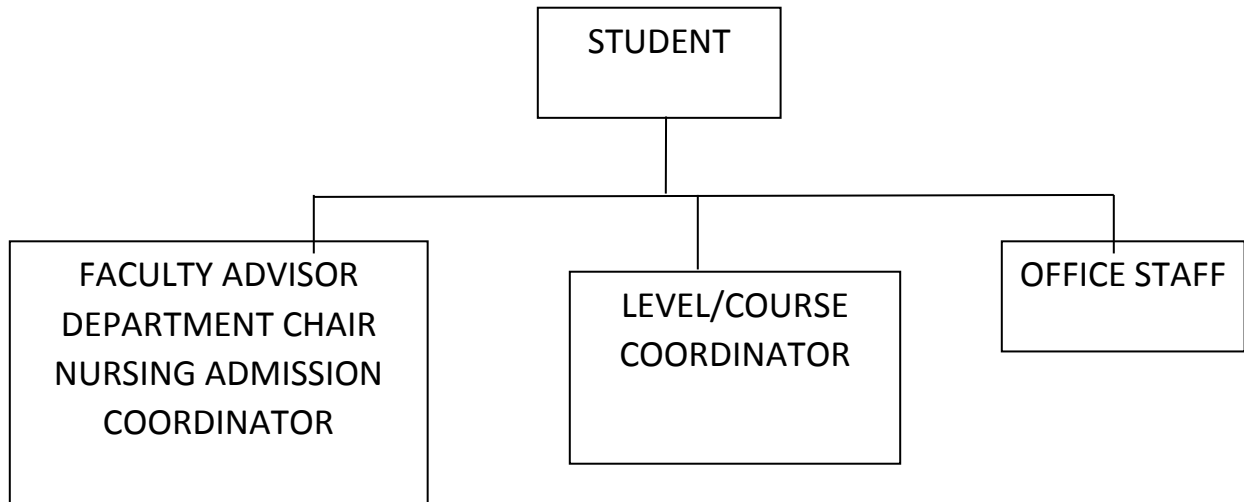 STUDENT
FACULTY ADVISOR
DEPARTMENT CHAIR
NURSING ADMISSION
COORDINATOR
LEVEL/COURSE
COORDINATOR
OFFICE STAFF